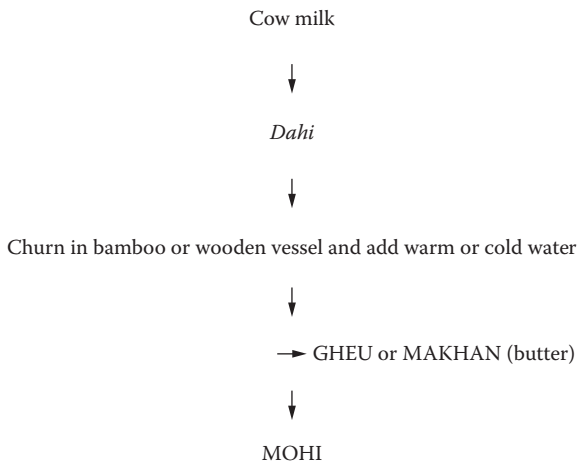 Cow milk
Dahi
Churn in bamboo or wooden vessel and add warm or cold water
GHEU or MAKHAN (butter)
MOHI